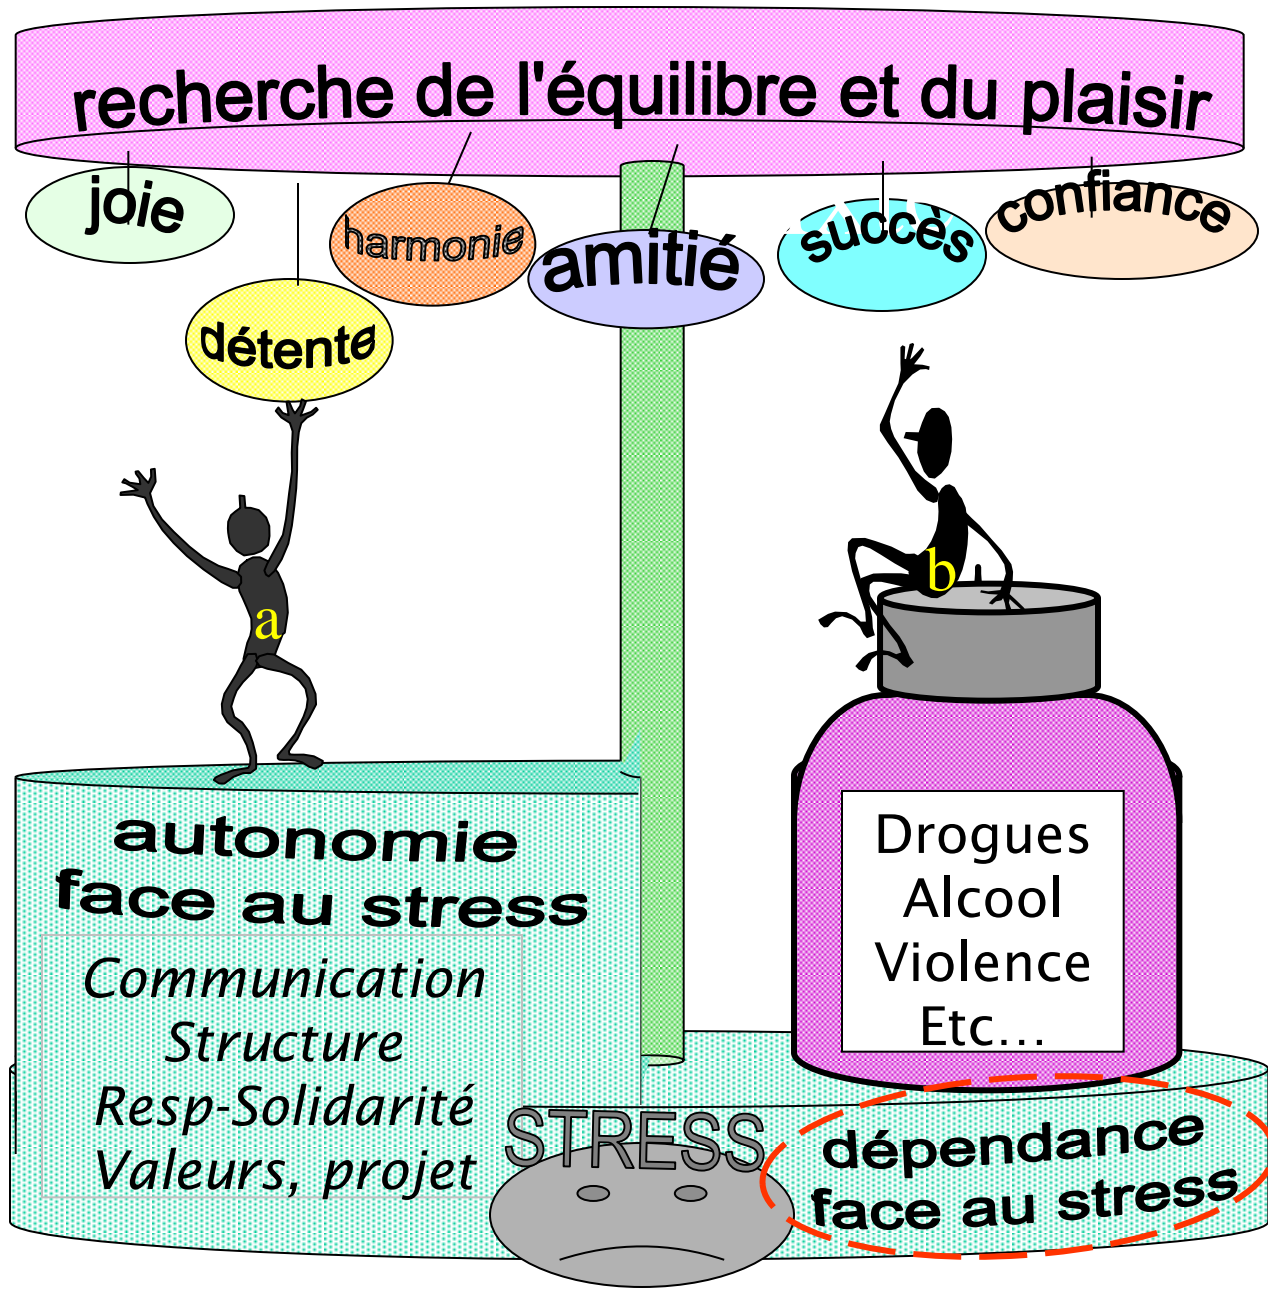 recherche de l'équilibre et du plaisir
joie
harmonie
amitié
succès
confiance
détente
a
b
autonomie
face au stress
Communication
Structure
Resp-Solidarité
Valeurs, projet
Drogues
Alcool
Violence
Etc...
STRESS
dépendance
face au stress